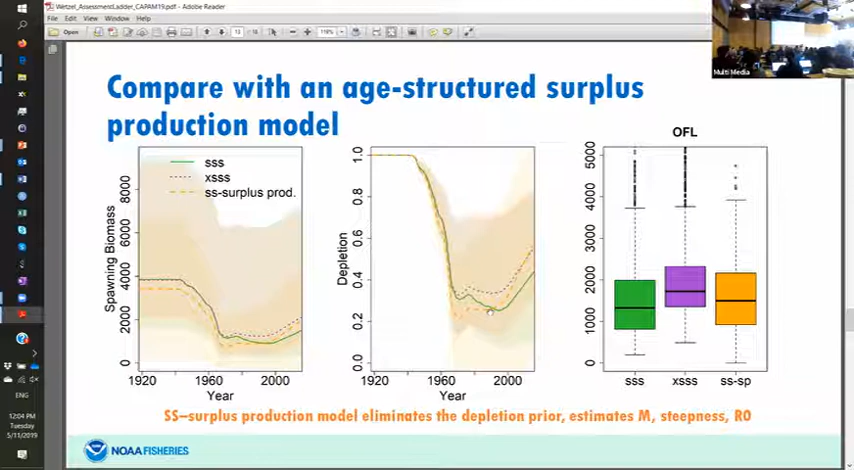 Wetzel_AssessmentLadder_CAPAM19.pdf - Adobe Reader
File Edit View Window Help
Open 119%
Multi Media
Compare with an age-structured surplus
production model
sss
xsss
ss-surplus prod.
Spawning Biomass
0 2000 4000 6000 8000
1920 1960 2000
Year
Depletion
0.0 0.2 0.4 0.6 0.8 1.0
1920 1960 2000
Year
OFL
0 1000 2000 3000 4000 5000
sss xsss ss-sp
SS–surplus production model eliminates the depletion prior, estimates M, steepness, R0
NOAA FISHERIES
12:04 PM
Tuesday
5/11/2019